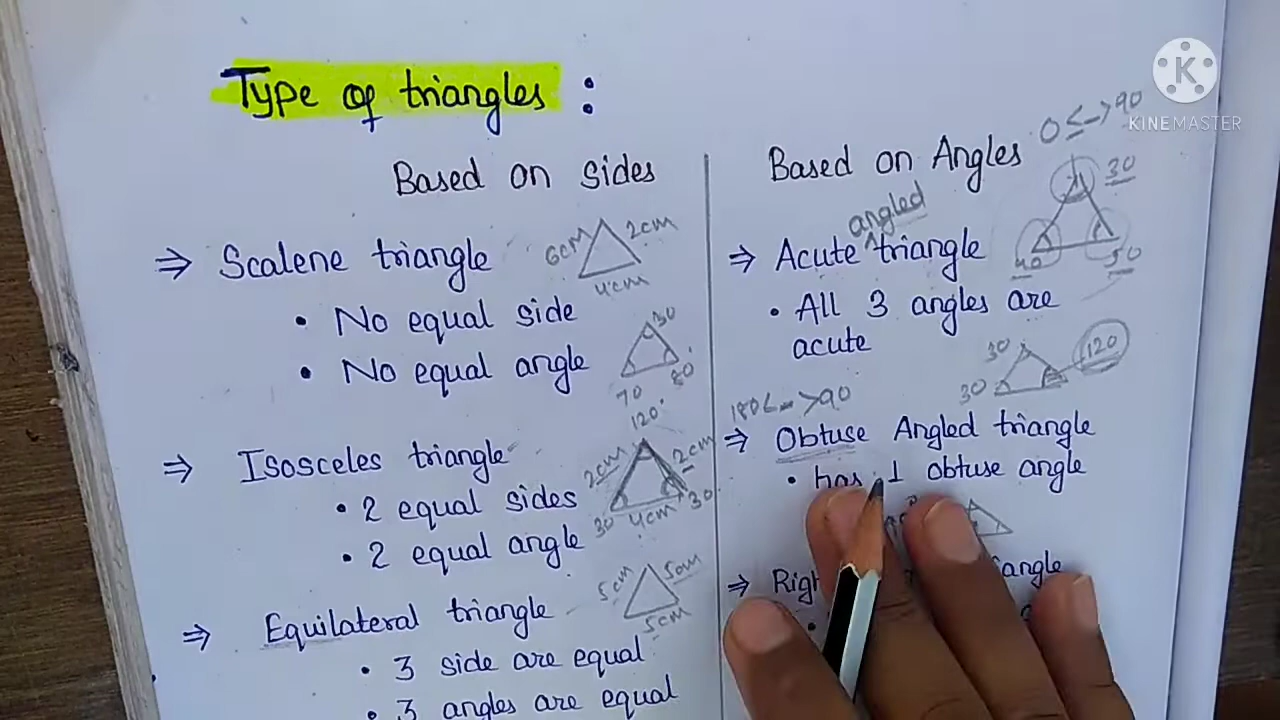 Type of triangles :
K
KINEMASTER
Based on sides
⇒ Scalene triangle
6cm 2cm
4cm
• No equal side
• No equal angle
30
70 80
⇒ Isosceles triangle
120°
2cm 2cm
30 4cm 30
• 2 equal sides
• 2 equal angle
⇒ Equilateral triangle
5cm 5cm
5cm
• 3 side are equal
• 3 angles are equal
Based on Angles
0≤->90
angled
⇒ Acute ^ triangle
30
50
• All 3 angles are
acute
30 120
30
180<-->90
⇒ Obtuse Angled triangle
• has 1 obtuse angle
⇒ Righ